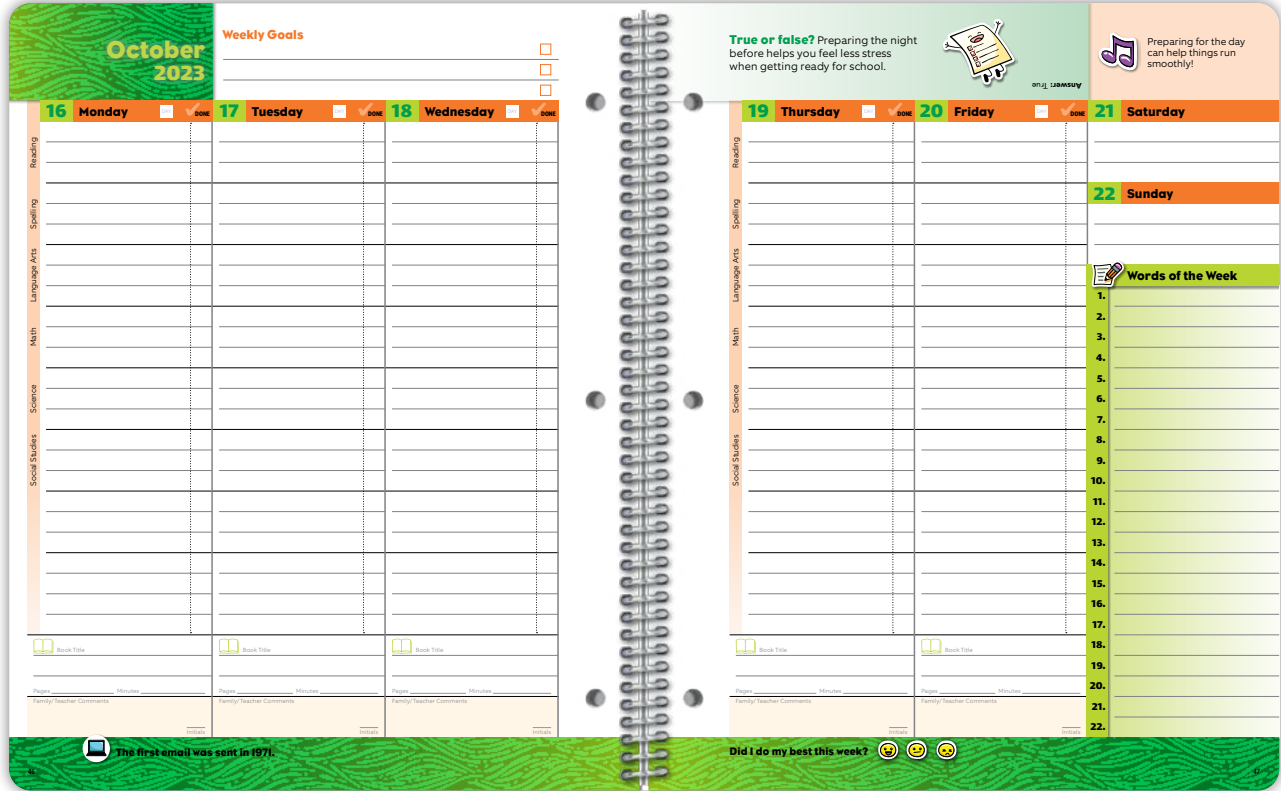 October
2023
Weekly Goals
16 Monday DAY DONE
17 Tuesday DAY DONE
18 Wednesday DAY DONE
Reading
Spelling
Language Arts
Math
Science
Social Studies
Book Title
Book Title
Book Title
Pages Minutes
Pages Minutes
Pages Minutes
Family/Teacher Comments
Family/Teacher Comments
Family/Teacher Comments
Initials
Initials
Initials
The first email was sent in 1971.
46
True or false? Preparing the night
before helps you feel less stress
when getting ready for school.
Answer: True
Preparing for the day
can help things run
smoothly!
19 Thursday DAY DONE
20 Friday DAY DONE
21 Saturday
22 Sunday
Reading
Spelling
Language Arts
Math
Science
Social Studies
Words of the Week
1.
2.
3.
4.
5.
6.
7.
8.
9.
10.
11.
12.
13.
14.
15.
16.
17.
18.
19.
20.
21.
22.
Book Title
Book Title
Pages Minutes
Pages Minutes
Family/Teacher Comments
Family/Teacher Comments
Initials
Initials
Did I do my best this week?
47